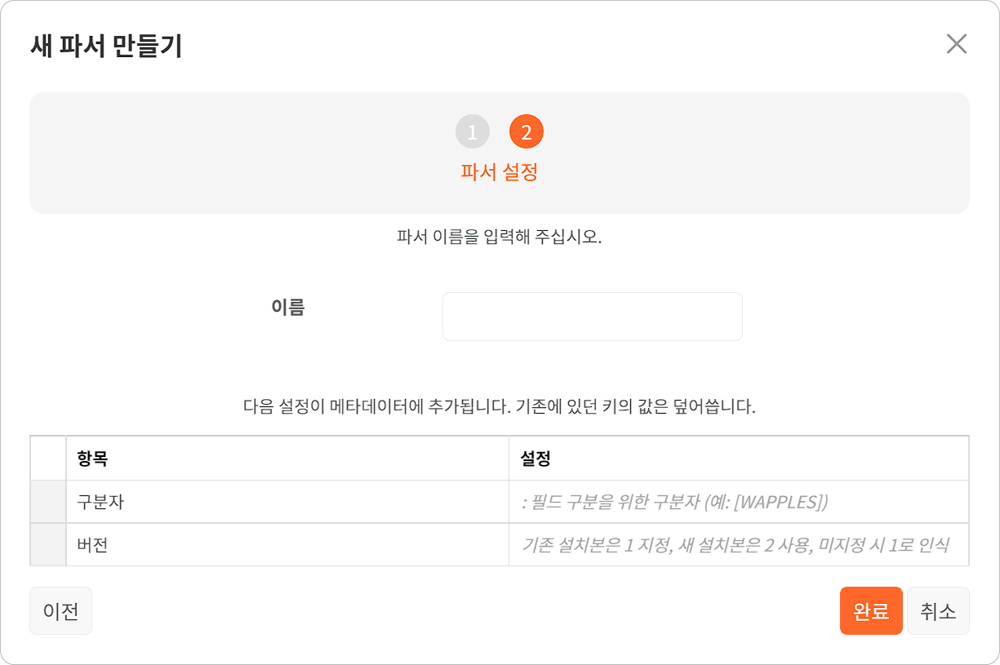 새 파서 만들기
1 2
파서 설정
파서 이름을 입력해 주십시오.
이름
다음 설정이 메타데이터에 추가됩니다. 기존에 있던 키의 값은 덮어씁니다.
항목 설정
구분자 : 필드 구분을 위한 구분자 (예: [WAPPLES])
버전 기존 설치본은 1 지정, 새 설치본은 2 사용, 미지정 시 1로 인식
이전 완료 취소